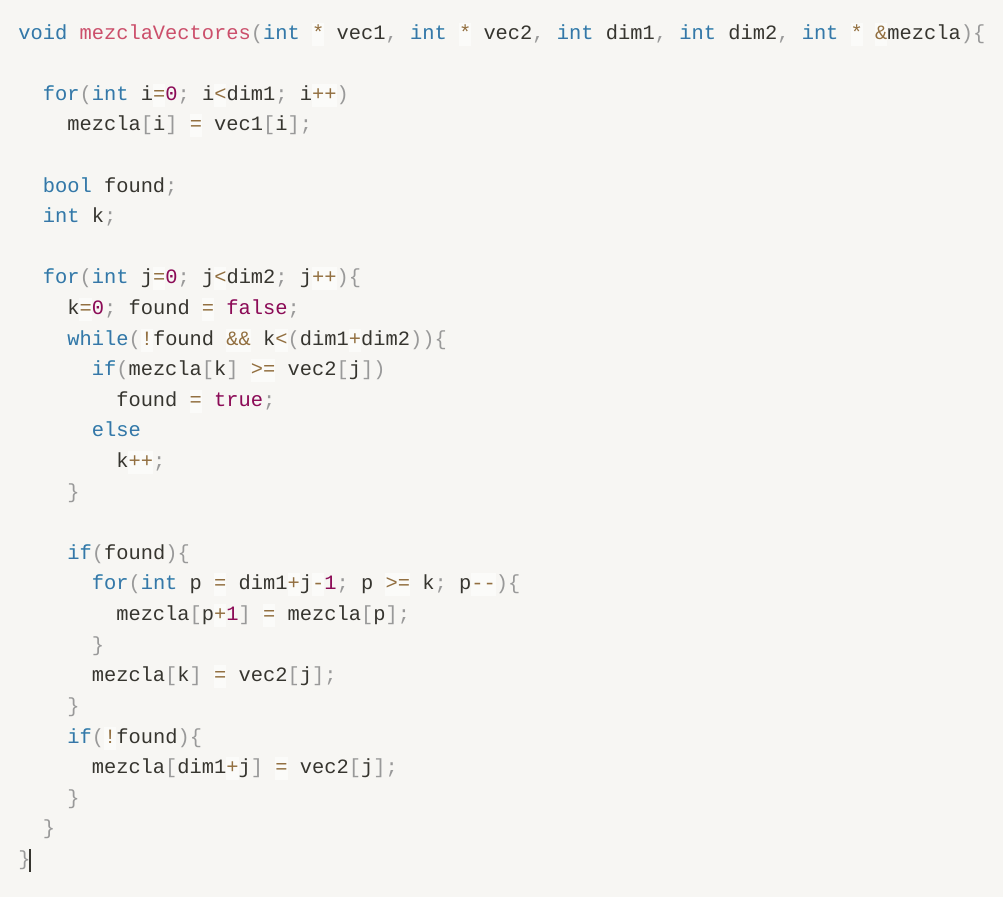 void mezclaVectores(int * vec1, int * vec2, int dim1, int dim2, int * &mezcla){

  for(int i=0; i<dim1; i++)
    mezcla[i] = vec1[i];

  bool found;
  int k;

  for(int j=0; j<dim2; j++){
    k=0; found = false;
    while(!found && k<(dim1+dim2)){
      if(mezcla[k] >= vec2[j])
        found = true;
      else
        k++;
    }

    if(found){
      for(int p = dim1+j-1; p >= k; p--){
        mezcla[p+1] = mezcla[p];
      }
      mezcla[k] = vec2[j];
    }
    if(!found){
      mezcla[dim1+j] = vec2[j];
    }
  }
}